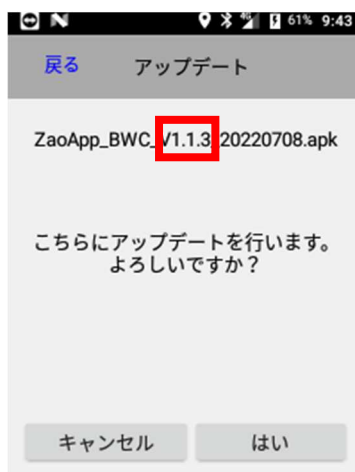 4G 61% 9:43
戻る アップデート
ZaoApp_BWC_V1.1.3_20220708.apk
こちらにアップデートを行います。
よろしいですか？
キャンセル はい